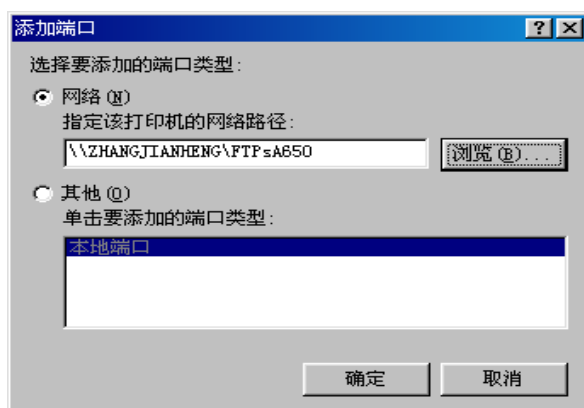 添加端口
选择要添加的端口类型:
网络(N)
指定该打印机的网络路径:
\\ZHANGJIANHENG\FTPsA650
浏览(B)...
其他(O)
单击要添加的端口类型:
本地端口
确定
取消